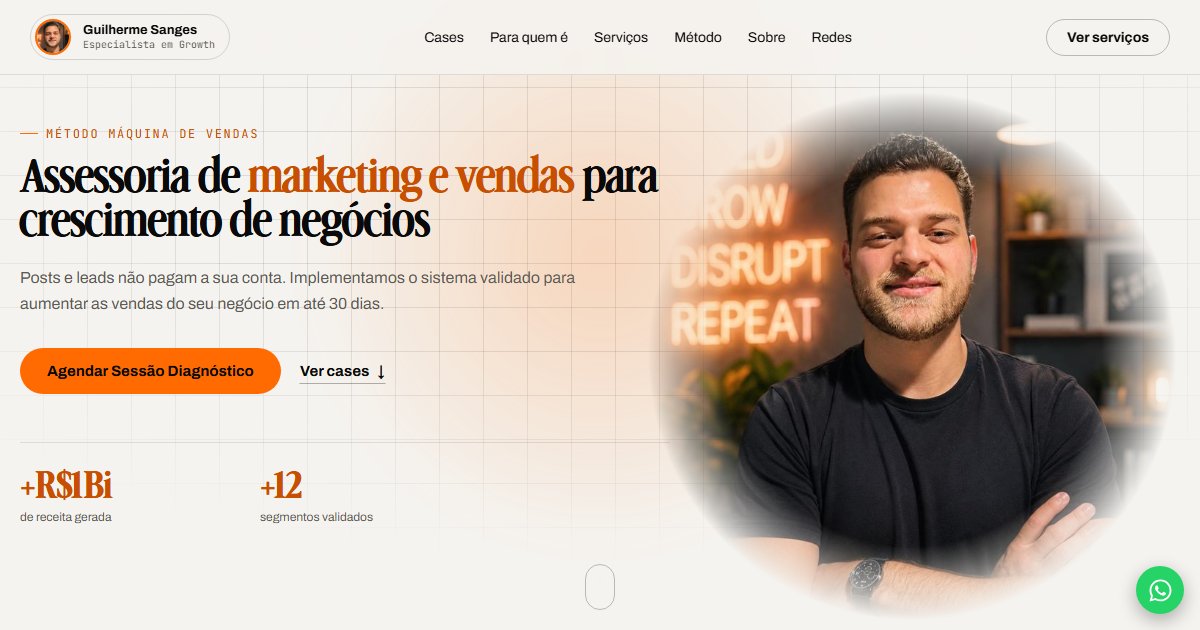 Guilherme Sanges
Especialista em Growth
Cases
Para quem é
Serviços
Método
Sobre
Redes
Ver serviços
MÉTODO MÁQUINA DE VENDAS
Assessoria de marketing e vendas para
crescimento de negócios
Posts e leads não pagam a sua conta. Implementamos o sistema validado para
aumentar as vendas do seu negócio em até 30 dias.
Agendar Sessão Diagnóstico
Ver cases ↓
+R$1Bi
de receita gerada
+12
segmentos validados
DISRUPT
REPEAT